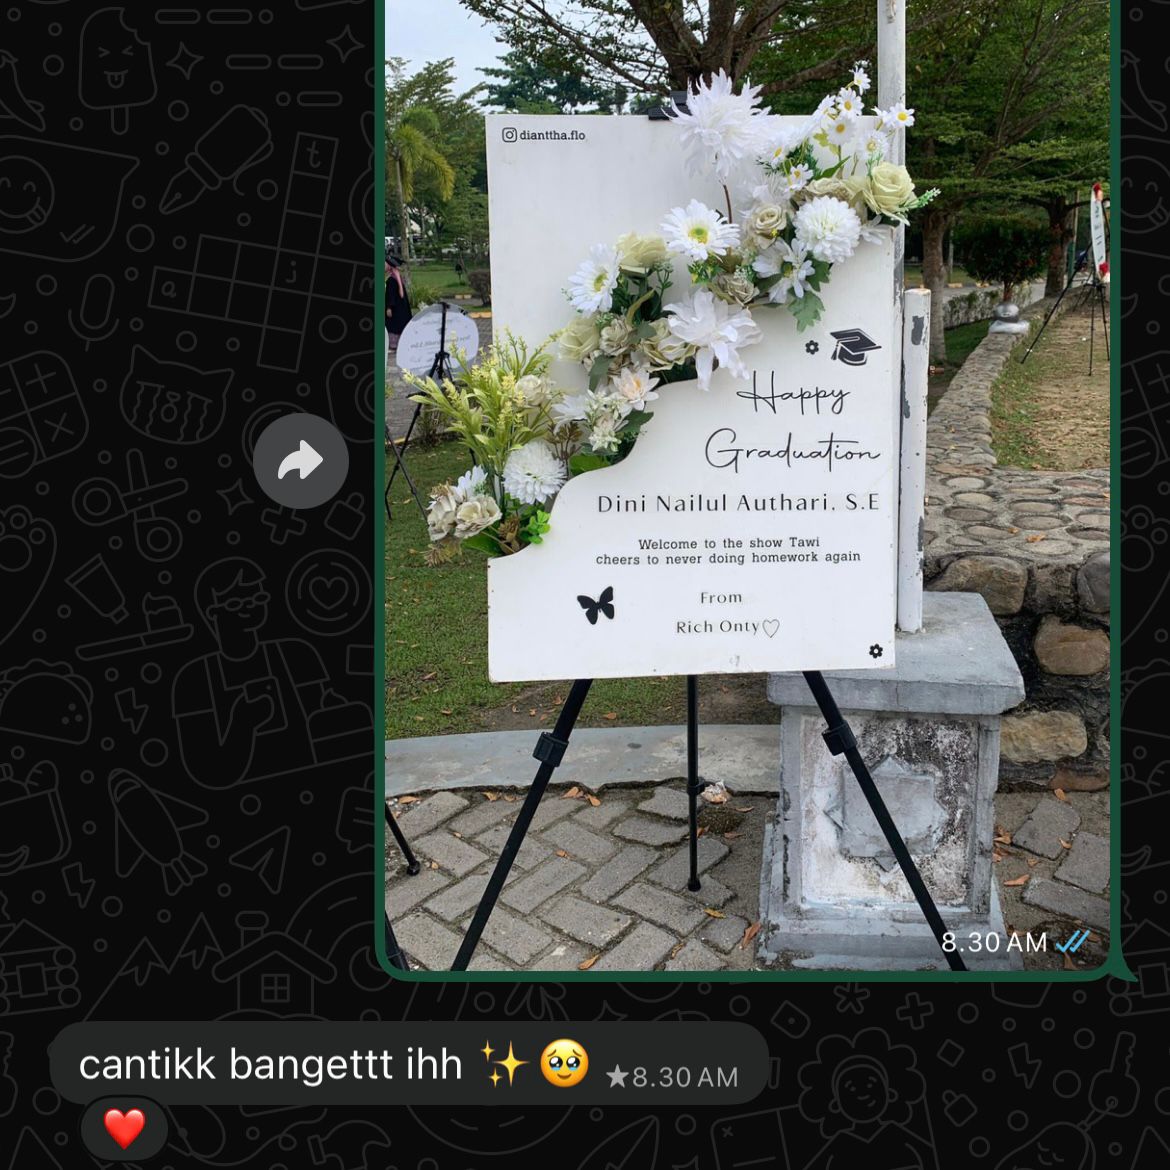 dianttha.flo
Happy
Graduation
Dini Nailul Authari, S.E
Welcome to the show Tawi
cheers to never doing homework again
From
Rich Onty♡
8.30 AM
cantikk bangettt ihh ✨🥹 ★8.30 AM
❤️